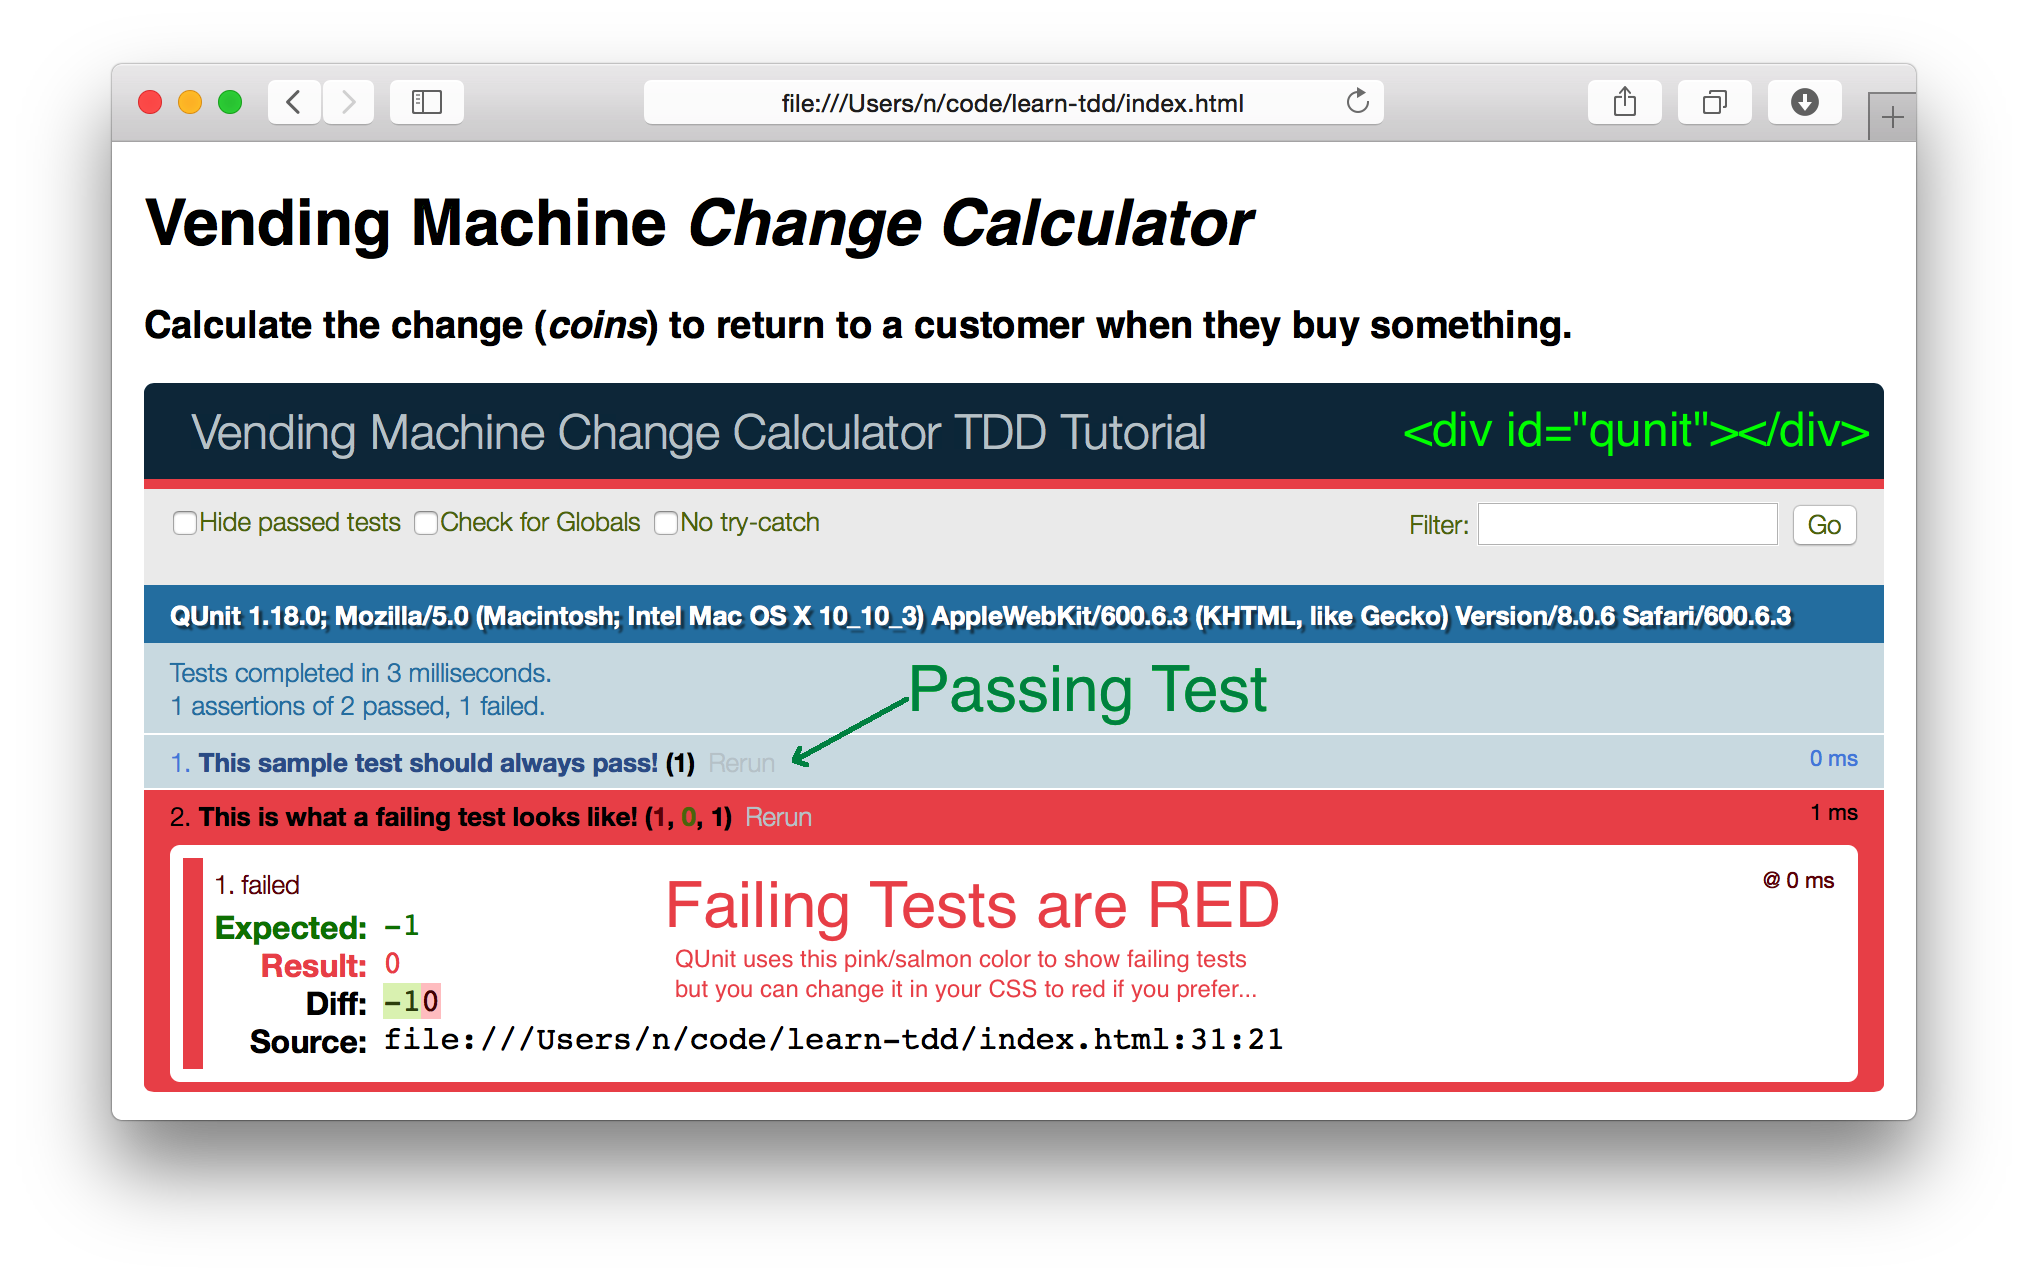 file:///Users/n/code/learn-tdd/index.html
Vending Machine Change Calculator
Calculate the change (coins) to return to a customer when they buy something.
Vending Machine Change Calculator TDD Tutorial <div id="qunit"></div>
Hide passed tests Check for Globals No try-catch Filter: Go
QUnit 1.18.0; Mozilla/5.0 (Macintosh; Intel Mac OS X 10_10_3) AppleWebKit/600.6.3 (KHTML, like Gecko) Version/8.0.6 Safari/600.6.3
Tests completed in 3 milliseconds.
1 assertions of 2 passed, 1 failed.
Passing Test
1. This sample test should always pass! (1) Rerun 0 ms
2. This is what a failing test looks like! (1, 0, 1) Rerun 1 ms
1. failed @ 0 ms
Failing Tests are RED
Expected: -1
QUnit uses this pink/salmon color to show failing tests
Result: 0
but you can change it in your CSS to red if you prefer...
Diff: -10
Source: file:///Users/n/code/learn-tdd/index.html:31:21